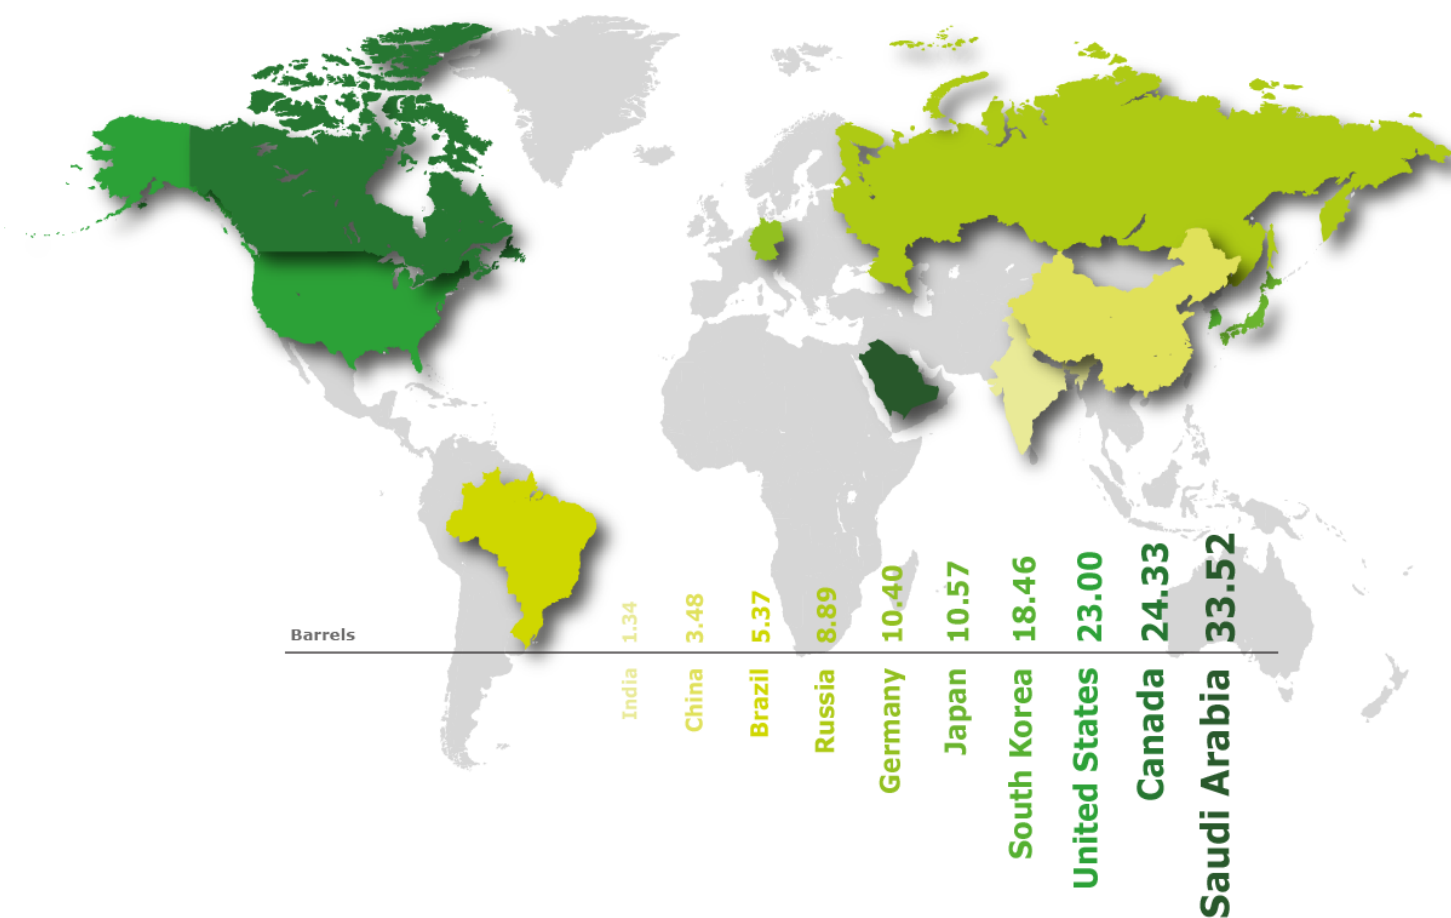 Barrels
1.34
3.48
5.37
8.89
10.40
10.57
18.46
23.00
24.33
33.52
India
China
Brazil
Russia
Germany
Japan
South Korea
United States
Canada
Saudi Arabia